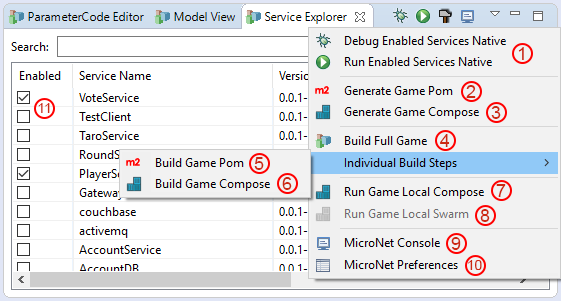 ParameterCode Editor Model View Service Explorer
Search:
Enabled Service Name Versio
11 VoteService 0.0.1-
TestClient 0.0.1-
TaroService 0.0.1-
RoundS
PlayerSe
Gateway
couchbase 0.0.1-
activemq 0.0.1-
AccountService 0.0.1-
AccountDB 0.0.1-
Debug Enabled Services Native 1
Run Enabled Services Native
m2 Generate Game Pom 2
Generate Game Compose 3
Build Full Game 4
Individual Build Steps
m2 Build Game Pom 5
Build Game Compose 6
Run Game Local Compose 7
Run Game Local Swarm 8
MicroNet Console 9
MicroNet Preferences 10